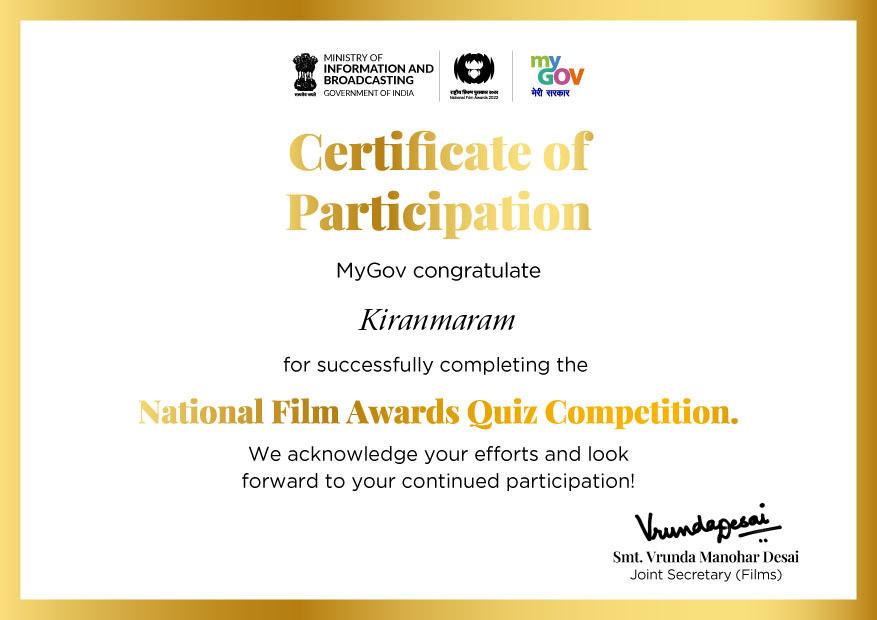 MINISTRY OF
INFORMATION AND
BROADCASTING
GOVERNMENT OF INDIA
सत्यमेव जयते
राष्ट्रीय फिल्म पुरस्कार २०२२
National Film Awards 2022
my
GOV
मेरी सरकार
Certificate of
Participation
MyGov congratulate
Kiranmaram
for successfully completing the
National Film Awards Quiz Competition.
We acknowledge your efforts and look
forward to your continued participation!
VrundaDesai
Smt. Vrunda Manohar Desai
Joint Secretary (Films)